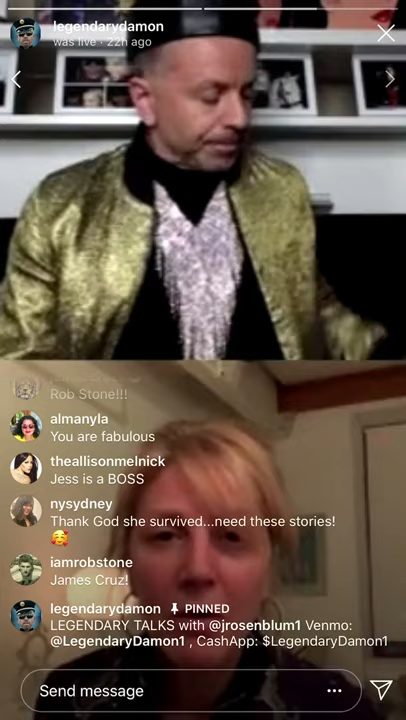 legendarydamon
was live · 22h ago
Rob Stone!!!
almanyla
You are fabulous
theallisonmelnick
Jess is a BOSS
nysydney
Thank God she survived...need these stories!
🥰
iamrobstone
James Cruz!
legendarydamon PINNED
LEGENDARY TALKS with @jrosenblum1 Venmo:
@LegendaryDamon1 , CashApp: $LegendaryDamon1
Send message